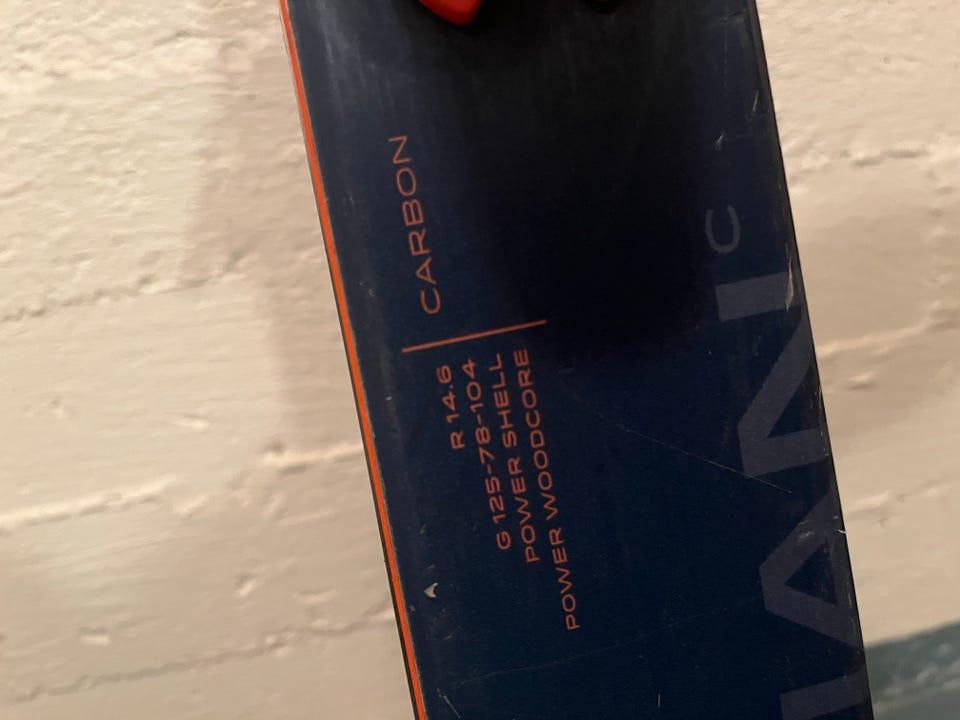 CARBON
R 14.6
G 125-78-104
POWER SHELL
POWER WOODCORE